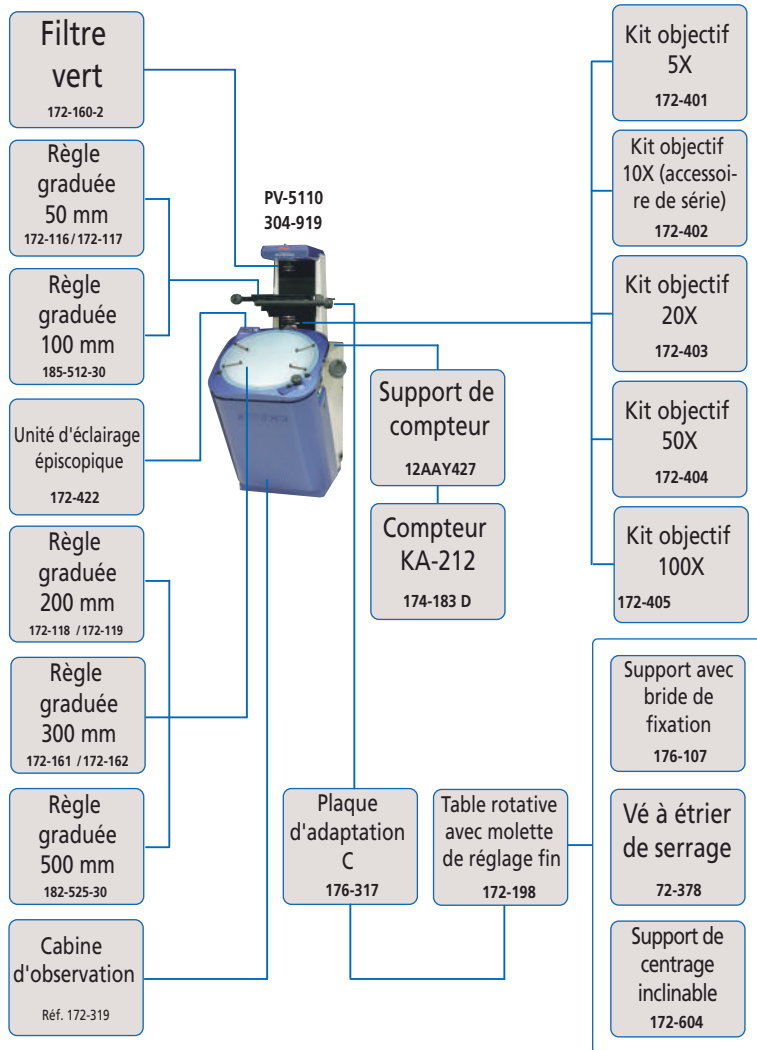 Filtre
vert
172-160-2
Règle
graduée
50 mm
172-116 / 172-117
Règle
graduée
100 mm
185-512-30
Unité d'éclairage
épiscopique
172-422
Règle
graduée
200 mm
172-118 / 172-119
Règle
graduée
300 mm
172-161 / 172-162
Règle
graduée
500 mm
182-525-30
Cabine
d'observation
Réf. 172-319
PV-5110
304-919
Support de
compteur
12AAY427
Compteur
KA-212
174-183 D
Plaque
d'adaptation
C
176-317
Table rotative
avec molette
de réglage fin
172-198
Kit objectif
5X
172-401
Kit objectif
10X (accessoi-
re de série)
172-402
Kit objectif
20X
172-403
Kit objectif
50X
172-404
Kit objectif
100X
172-405
Support avec
bride de
fixation
176-107
Vé à étrier
de serrage
72-378
Support de
centrage
inclinable
172-604